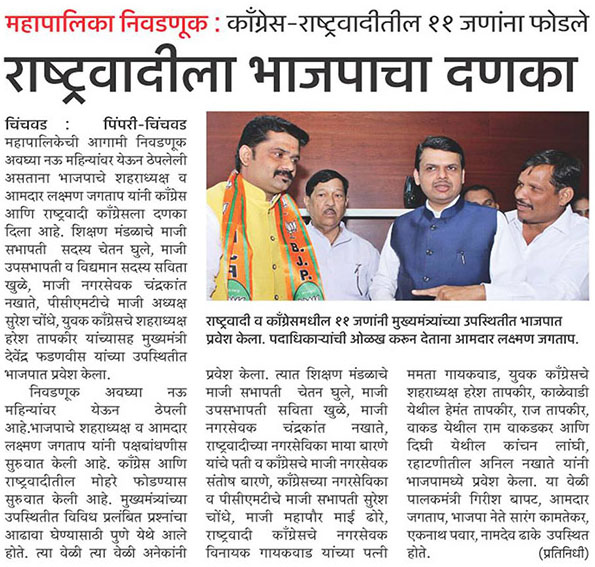 महापालिका निवडणूक : काँग्रेस-राष्ट्रवादीतील ११ जणांना फोडले
राष्ट्रवादीला भाजपाचा दणका
चिंचवड : पिंपरी-चिंचवड
महापालिकेची आगामी निवडणूक
अवघ्या नऊ महिन्यांवर येऊन ठेपलेली
असताना भाजपाचे शहराध्यक्ष व
आमदार लक्ष्मण जगताप यांनी काँग्रेस
आणि राष्ट्रवादी काँग्रेसला दणका
दिला आहे. शिक्षण मंडळाचे माजी
सभापती सदस्य चेतन घुले, माजी
उपसभापती व विद्यमान सदस्य सविता
खुळे, माजी नगरसेवक चंद्रकांत
नखाते, पीसीएमटीचे माजी अध्यक्ष
सुरेश चोंधे, युवक काँग्रेसचे शहराध्यक्ष
हरेश तापकीर यांच्यासह मुख्यमंत्री
देवेंद्र फडणवीस यांच्या उपस्थितीत
भाजपात प्रवेश केला.
निवडणूक अवघ्या नऊ
महिन्यांवर येऊन ठेपली
आहे.भाजपाचे शहराध्यक्ष व आमदार
लक्ष्मण जगताप यांनी पक्षबांधणीस
सुरुवात केली आहे. काँग्रेस आणि
राष्ट्रवादीतील मोहरे फोडण्यास
सुरुवात केली आहे. मुख्यमंत्र्यांच्या
उपस्थितीत विविध प्रलंबित प्रश्नांचा
आढावा घेण्यासाठी पुणे येथे आले
होते. त्या वेळी त्या वेळी अनेकांनी
B.J.P.
राष्ट्रवादी व काँग्रेसमधील ११ जणांनी मुख्यमंत्र्यांच्या उपस्थितीत भाजपात
प्रवेश केला. पदाधिकाऱ्यांची ओळख करून देताना आमदार लक्ष्मण जगताप.
प्रवेश केला. त्यात शिक्षण मंडळाचे
माजी सभापती चेतन घुले, माजी
उपसभापती सविता खुळे, माजी
नगरसेवक चंद्रकांत नखाते,
राष्ट्रवादीच्या नगरसेविका माया बारणे
यांचे पती व काँग्रेसचे माजी नगरसेवक
संतोष बारणे, काँग्रेसच्या नगरसेविका
व पीसीएमटीचे माजी सभापती सुरेश
चोंधे, माजी महापौर माई ढोरे,
राष्ट्रवादी काँग्रेसचे नगरसेवक
विनायक गायकवाड यांच्या पत्नी
ममता गायकवाड, युवक काँग्रेसचे
शहराध्यक्ष हरेश तापकीर, काळेवाडी
येथील हेमंत तापकीर, राज तापकीर,
वाकड येथील राम वाकडकर आणि
दिघी येथील कांचन लांघी,
रहाटणीतील अनिल नखाते यांनी
भाजपामध्ये प्रवेश केला. या वेळी
पालकमंत्री गिरीश बापट, आमदार
जगताप, भाजपा नेते सारंग कामतेकर,
एकनाथ पवार, नामदेव ढाके उपस्थित
होते. (प्रतिनिधी)